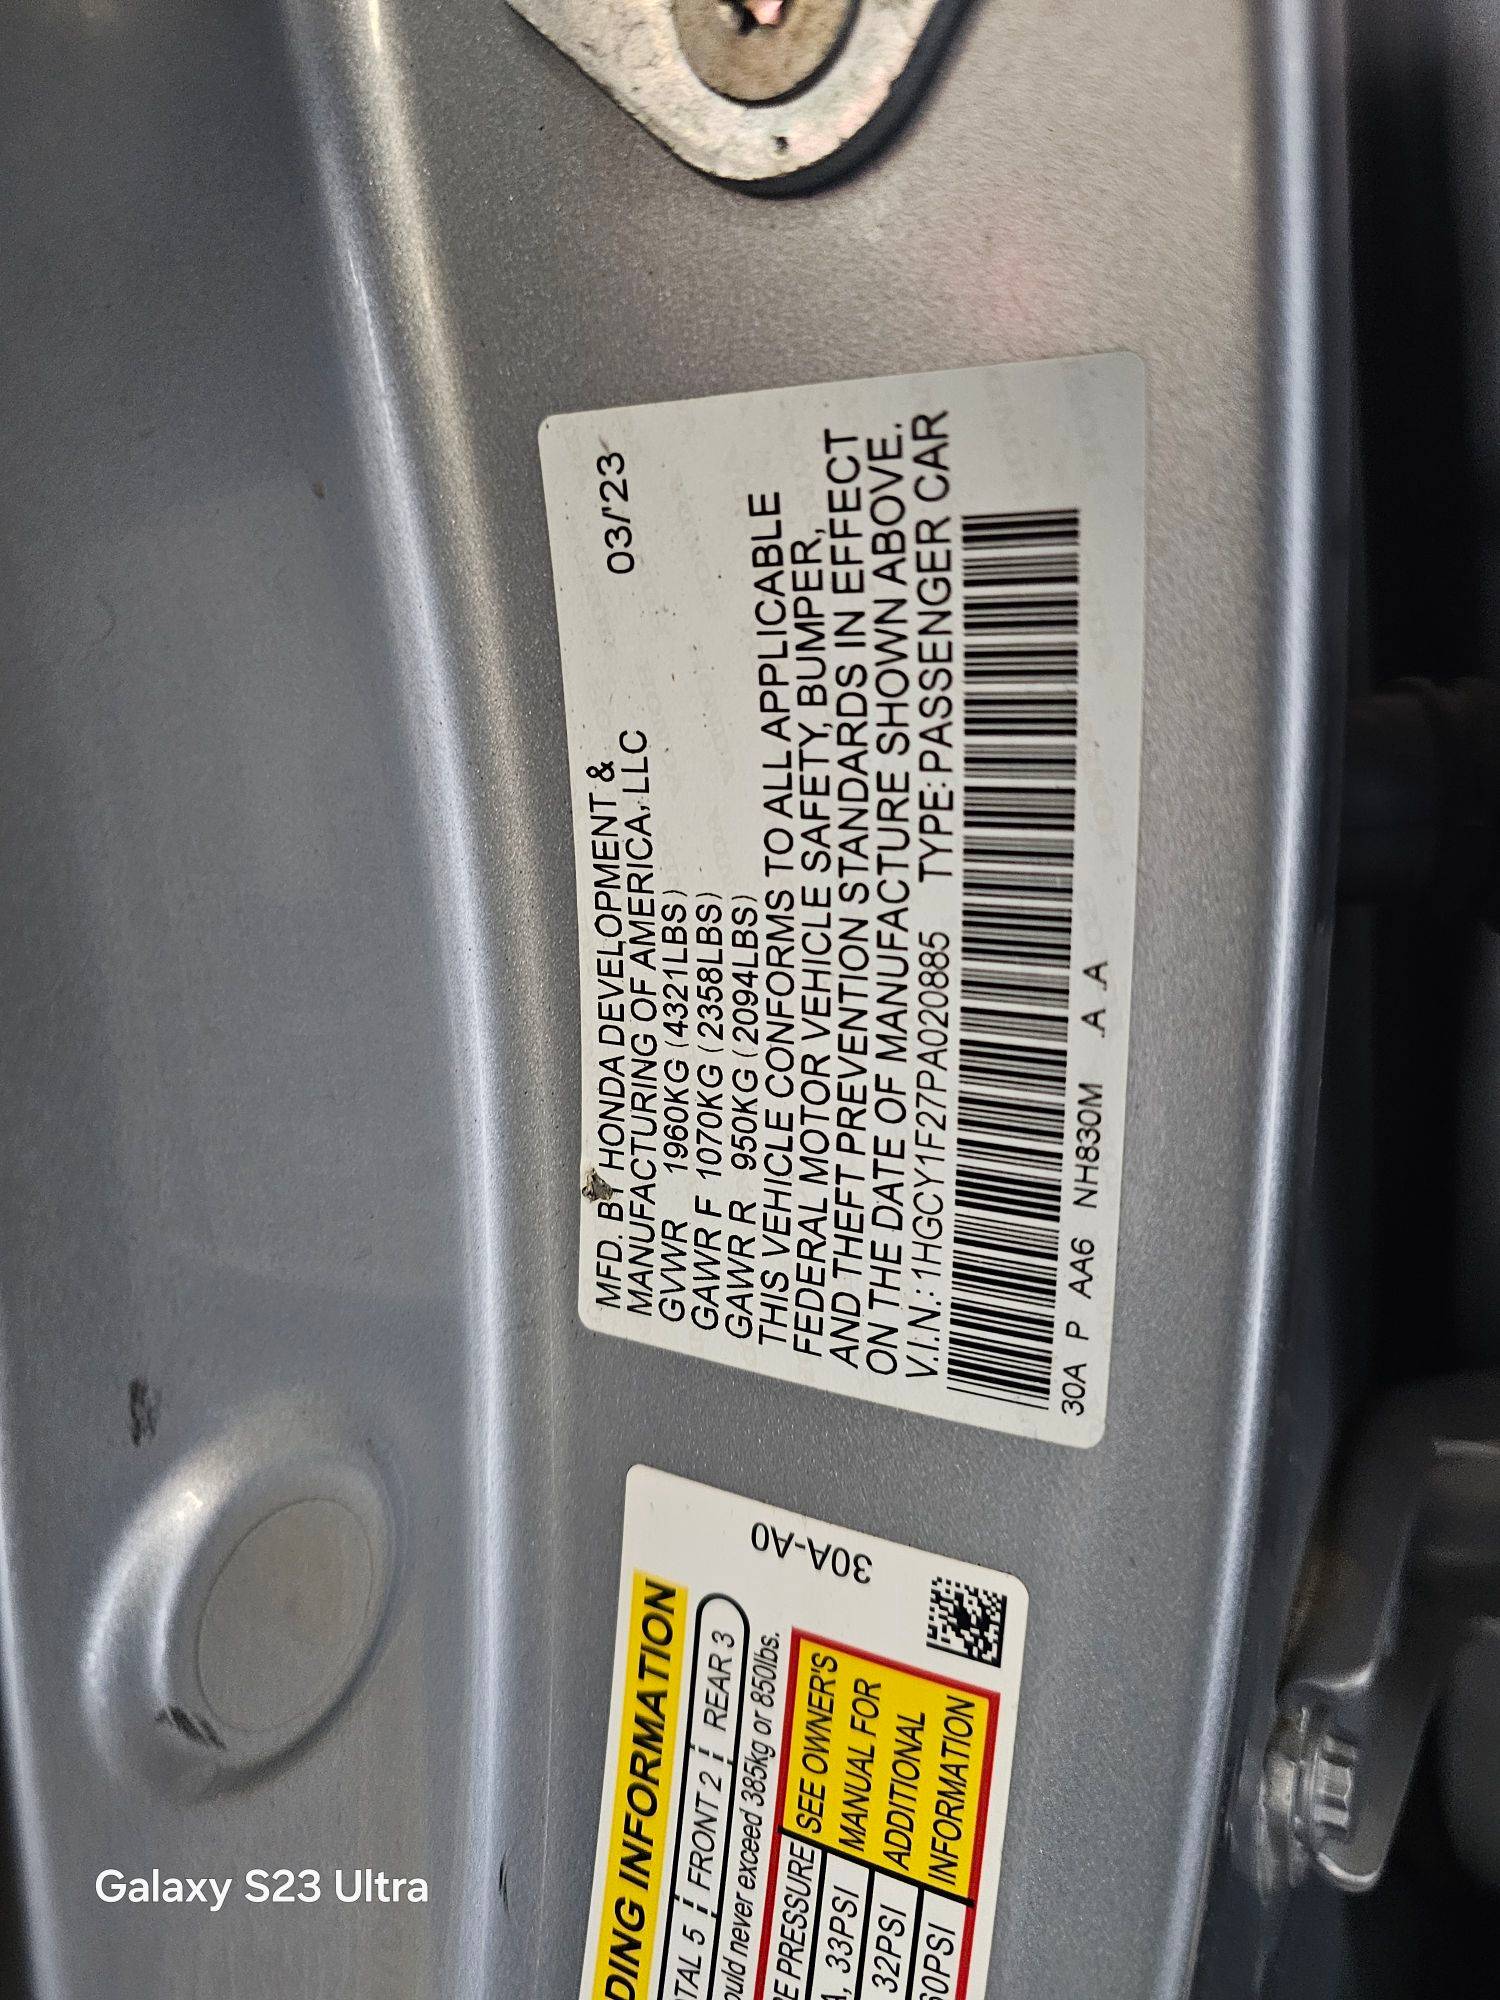 MFD. BY HONDA DEVELOPMENT &
MANUFACTURING OF AMERICA, LLC 03/'23
GVWR 1960KG (4321LBS)
GAWR F 1070KG (2358LBS)
GAWR R 950KG (2094LBS)
THIS VEHICLE CONFORMS TO ALL APPLICABLE
FEDERAL MOTOR VEHICLE SAFETY, BUMPER,
AND THEFT PREVENTION STANDARDS IN EFFECT
ON THE DATE OF MANUFACTURE SHOWN ABOVE.
V.I.N.: 1HGCY1F27PA020885 TYPE: PASSENGER CAR
30A P AA6 NH830M A A
DING INFORMATION
TAL 5 FRONT 2 REAR 3
ould never exceed 385kg or 850lbs.
E PRESSURE
, 33PSI
32PSI
60PSI
SEE OWNER'S
MANUAL FOR
ADDITIONAL
INFORMATION
30A-A0
Galaxy S23 Ultra